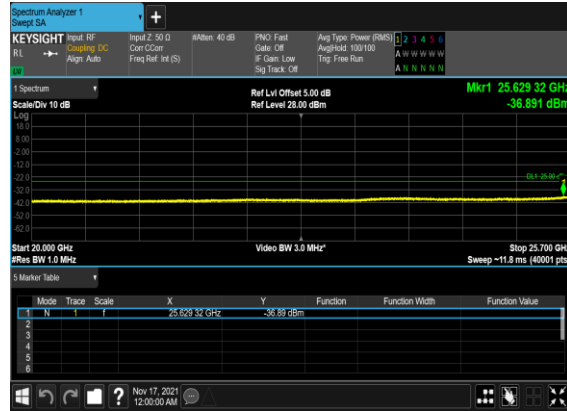 Spectrum Analyzer 1
Swept SA
+
KEYSIGHT Input: RF Input Z: 50 Ω #Atten: 40 dB PNO: Fast Avg Type: Power (RMS) 1 2 3 4 5 6
RL Coupling: DC Corr CCorr Gate: Off Avg|Hold: 100/100 A W W W W W
Align: Auto Freq Ref: Int (S) IF Gain: Low Trig: Free Run
Sig Track: Off A N N N N N
1 Spectrum Ref Lvl Offset 5.00 dB Mkr1 25.629 32 GHz
Scale/Div 10 dB Ref Level 28.00 dBm -36.891 dBm
Log
18.0
8.00
-2.00
-12.0
-22.0
-32.0
-42.0
-52.0
-62.0
Start 20.000 GHz Video BW 3.0 MHz* Stop 25.700 GHz
#Res BW 1.0 MHz Sweep ~11.8 ms (40001 pts)
5 Marker Table
Mode Trace Scale X Y Function Function Width Function Value
1 N 1 f 25.629 32 GHz -36.89 dBm
2
3
4
5
6
? Nov 17, 2021
12:00:00 AM